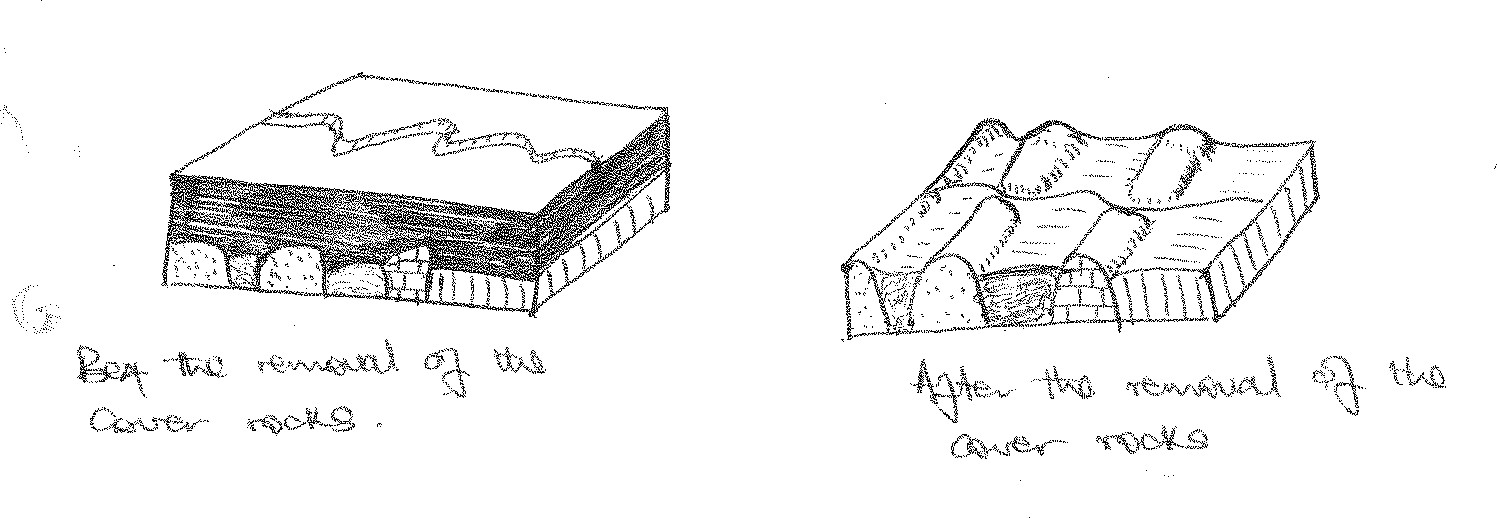 Bef the removal of the
Cover rocks.
After the removal of the
cover rocks